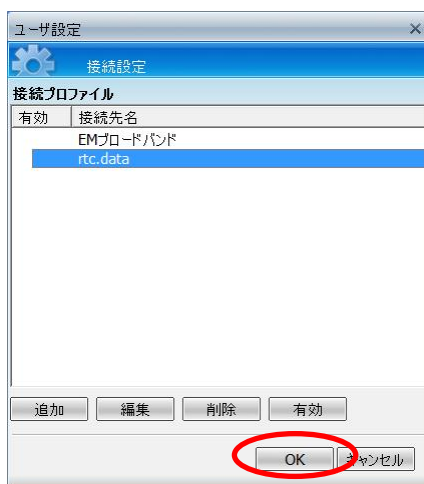 ユーザ設定
接続設定
接続プロファイル
有効 接続先名
EMブロードバンド
rtc.data
追加 編集 削除 有効
OK キャンセル